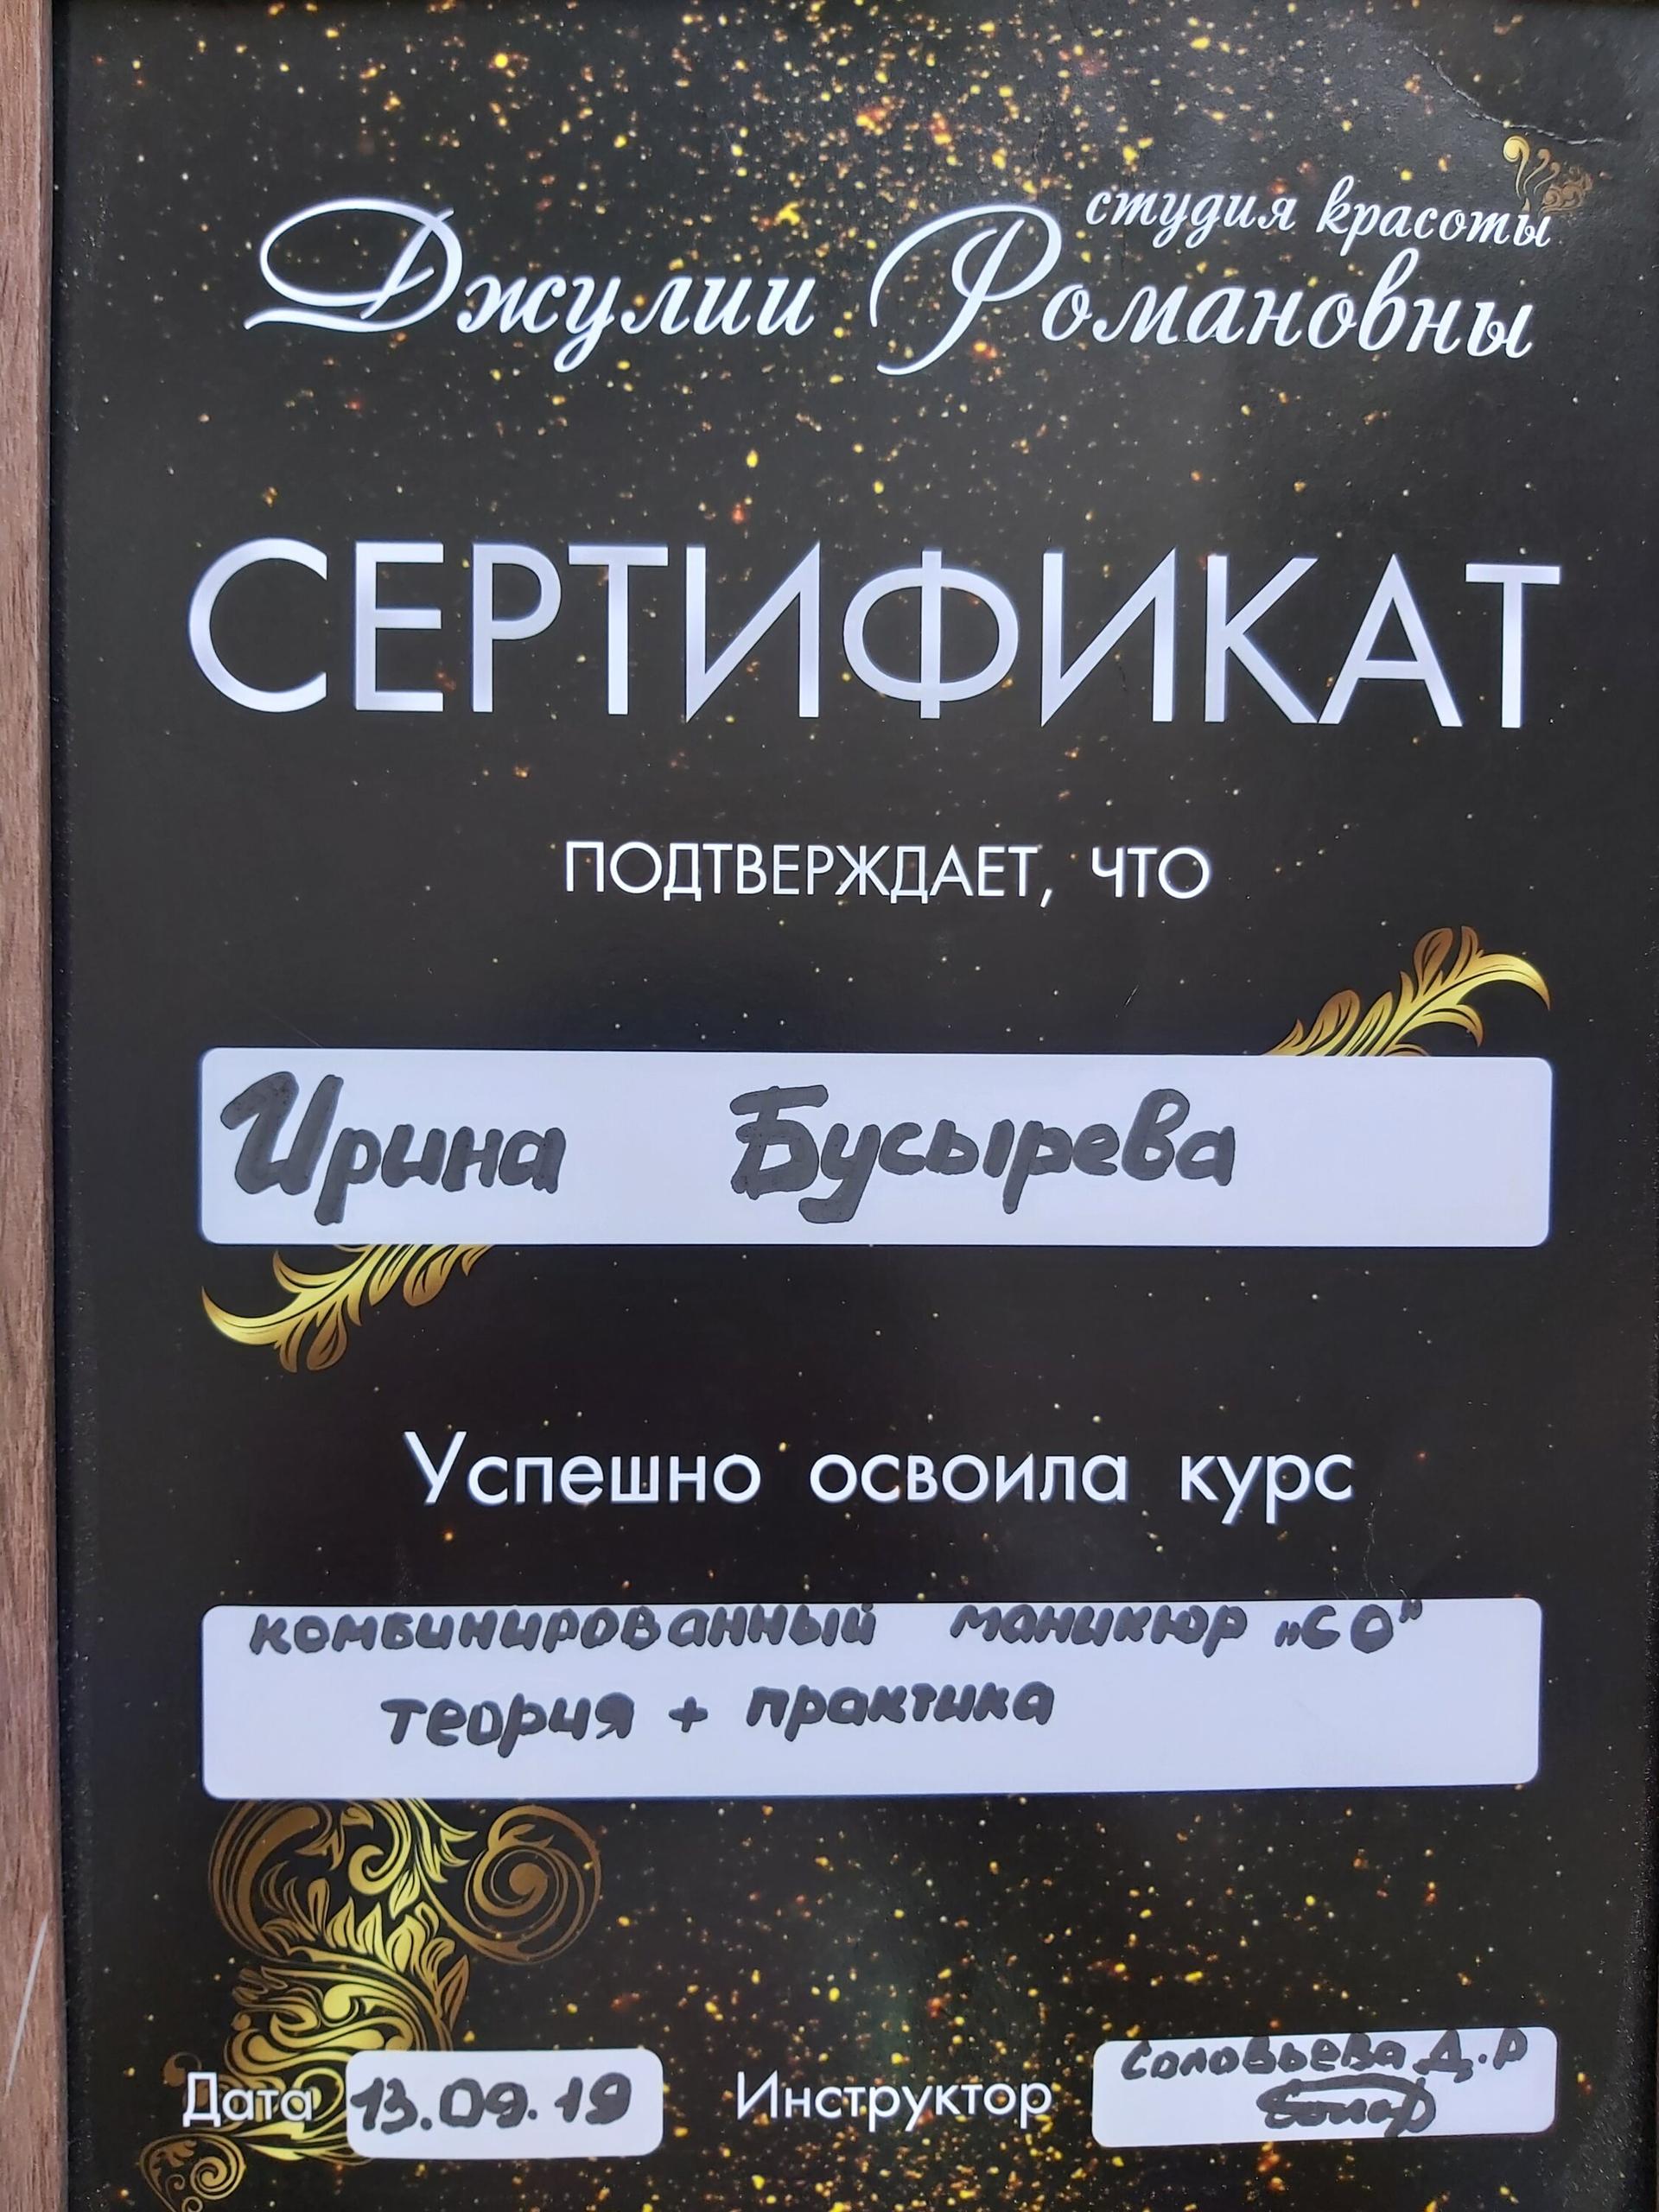 студия красоты
Джулии Романовны
СЕРТИФИКАТ
ПОДТВЕРЖДАЕТ, ЧТО
Ирина Бусырева
Успешно освоила курс
комбинированный маникюр „СО”
теория + практика
Дата 13.09.19 Инструктор Соловьева Д.Р